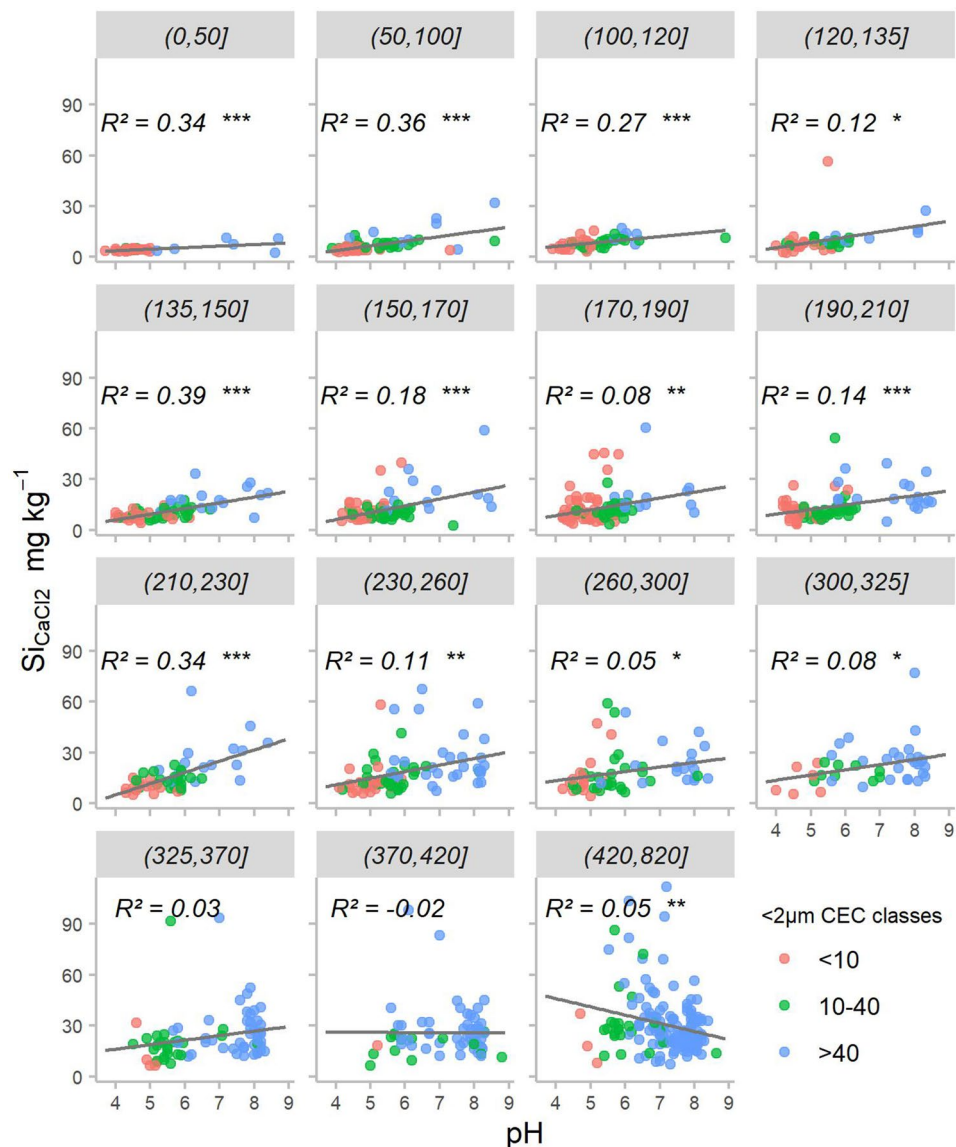 (0,50] (50,100] (100,120] (120,135]
90
R² = 0.34 *** R² = 0.36 *** R² = 0.27 *** R² = 0.12 *
60
30
0
4 5 6 7 8 9
(135,150] (150,170] (170,190] (190,210]
90
R² = 0.39 *** R² = 0.18 *** R² = 0.08 ** R² = 0.14 ***
60
30
0
(210,230] (230,260] (260,300] (300,325]
90
R² = 0.34 *** R² = 0.11 ** R² = 0.05 * R² = 0.08 *
60
30
0
4 5 6 7 8 9
(325,370] (370,420] (420,820]
R² = 0.03 R² = -0.02 R² = 0.05 **
90
60
30
0
4 5 6 7 8 9 4 5 6 7 8 9 4 5 6 7 8 9
pH
SiCaCl2 mg kg⁻¹
<2µm CEC classes
<10
10-40
>40